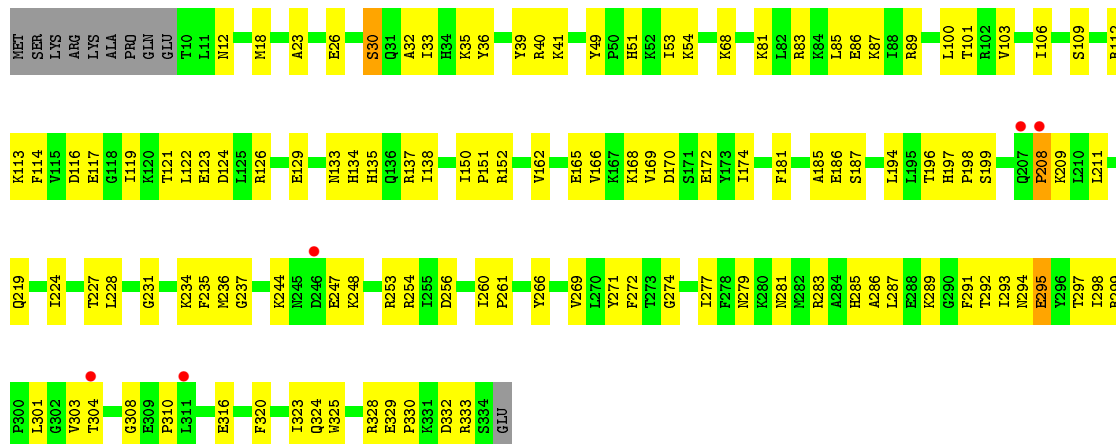 MET SER LYS ARG LYS ALA PRO GLN GLU T10 L11 N12 M18 A23 E26 S30 Q31 A32 I33 H34 K35 Y36 Y39 R40 K41 Y49 P50 H51 K52 I53 K54 K68 K81 L82 R83 K84 L85 E86 K87 I88 R89 L100 T101 R102 V103 I106 S109 R112
K113 F114 V115 D116 E117 G118 I119 K120 T121 L122 E123 D124 L125 R126 E129 N133 H134 H135 Q136 R137 I138 I150 P151 R152 V162 E165 V166 K167 K168 V169 D170 S171 E172 Y173 I174 F181 A185 E186 S187 L194 L195 T196 H197 P198 S199 Q207 P208 K209 L210 L211
Q219 I224 T227 L228 G231 K234 F235 M236 G237 K244 N245 D246 E247 K248 R253 R254 I255 D256 I260 P261 Y266 V269 L270 Y271 F272 T273 G274 I277 F278 N279 K280 N281 M282 R283 A284 H285 A286 L287 E288 K289 G290 F291 T292 I293 N294 E295 Y296 T297 I298 R299
P300 L301 G302 V303 T304 G308 E309 P310 L311 E316 F320 I323 Q324 W325 R328 E329 P330 K331 D332 R333 S334 GLU